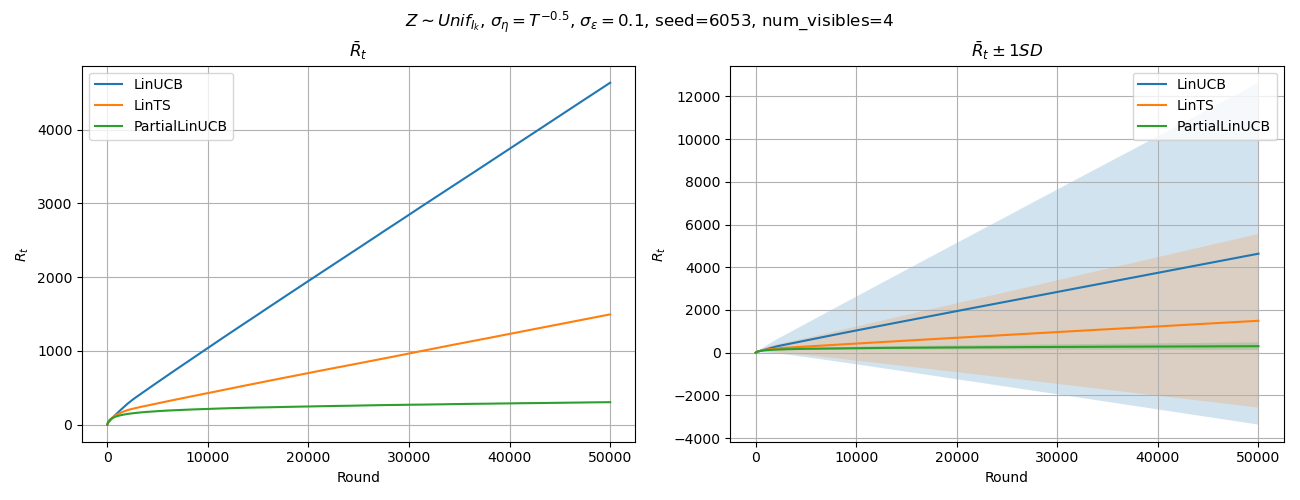 Z ∼ Unif_{I_k}, σ_η = T^{-0.5}, σ_ε = 0.1, seed=6053, num_visibles=4
R̄_t
R_t
4000
3000
2000
1000
0
LinUCB
LinTS
PartialLinUCB
0 10000 20000 30000 40000 50000
Round
R̄_t ± 1SD
R_t
12000
10000
8000
6000
4000
2000
0
−2000
−4000
LinUCB
LinTS
PartialLinUCB
0 10000 20000 30000 40000 50000
Round